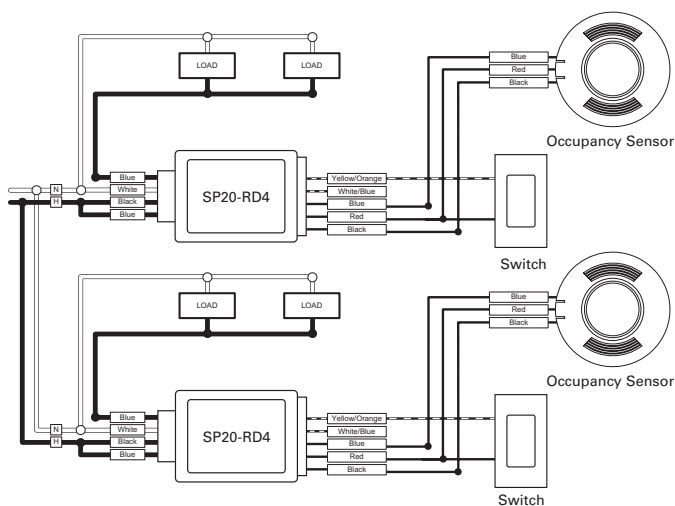 LOAD LOAD
Blue
Red
Black
Occupancy Sensor
Blue
N White
H Black
Blue
SP20-RD4
Yellow/Orange
White/Blue
Blue
Red
Black
Switch
LOAD LOAD
Blue
Red
Black
Occupancy Sensor
Blue
N White
H Black
Blue
SP20-RD4
Yellow/Orange
White/Blue
Blue
Red
Black
Switch